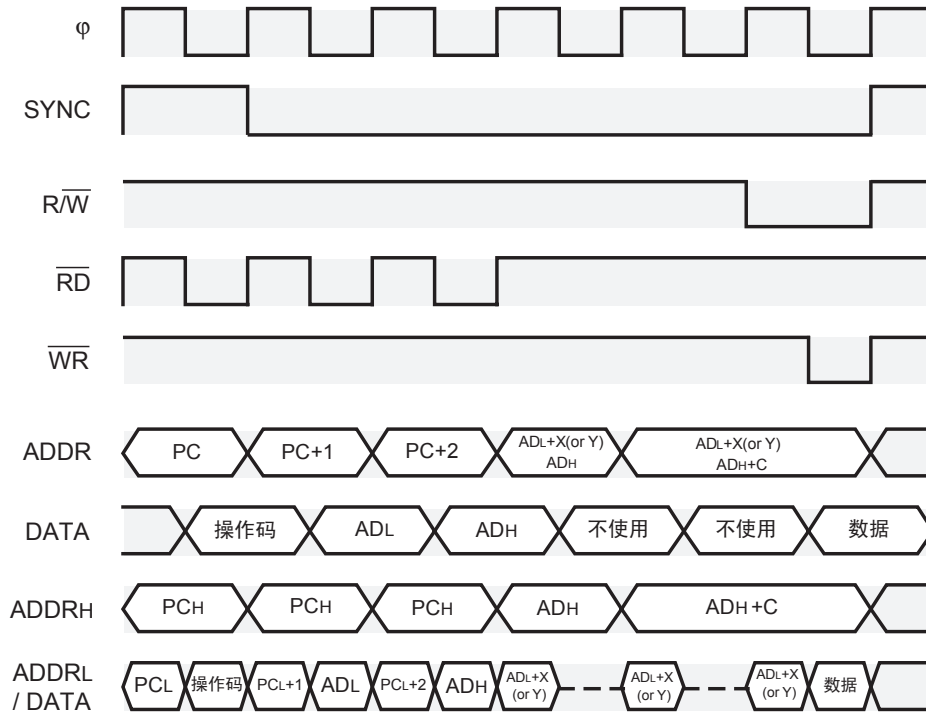 φ
SYNC
R/W
RD
WR
ADDR PC PC+1 PC+2 ADL+X(or Y) ADL+X(or Y)
ADH ADH+C
DATA 操作码 ADL ADH 不使用 不使用 数据
ADDRH PCH PCH PCH ADH ADH+C
ADDRL PCL 操作码 PCL+1 ADL PCL+2 ADH ADL+X ADL+X ADL+X 数据
/ DATA (or Y) (or Y) (or Y)